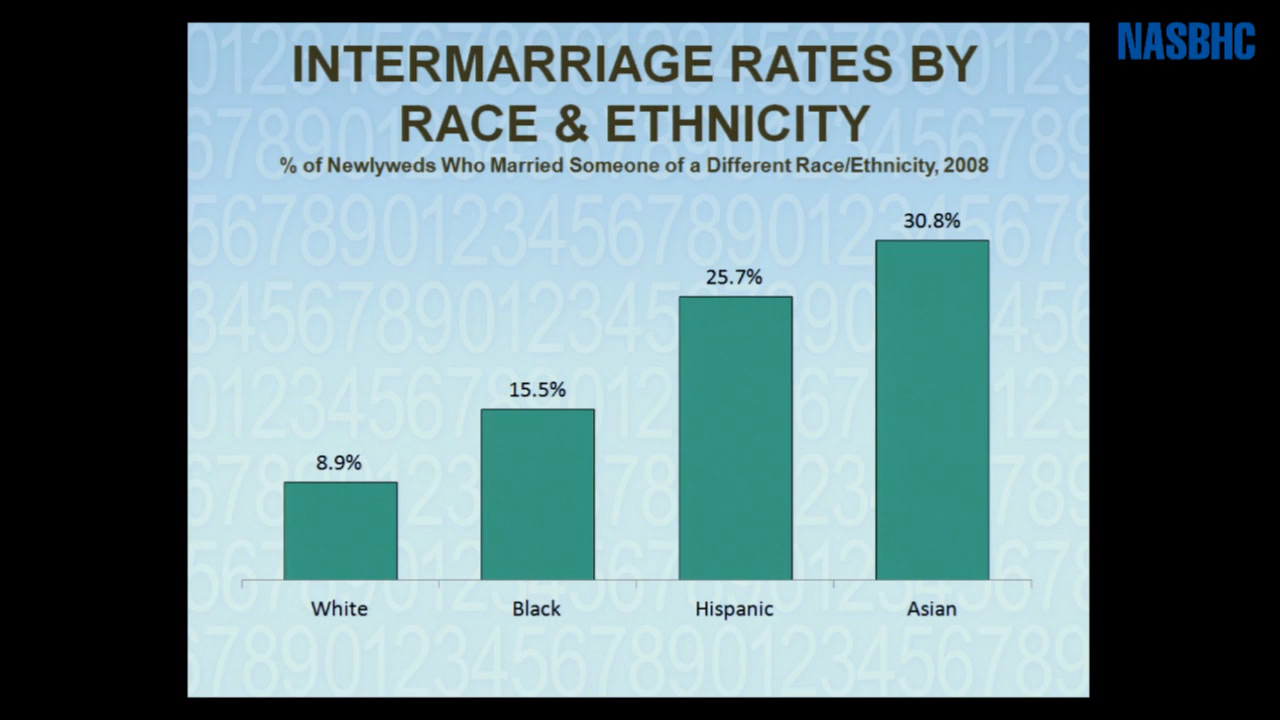 NASBHC
INTERMARRIAGE RATES BY
RACE & ETHNICITY
% of Newlyweds Who Married Someone of a Different Race/Ethnicity, 2008
30.8%
25.7%
15.5%
8.9%
White
Black
Hispanic
Asian